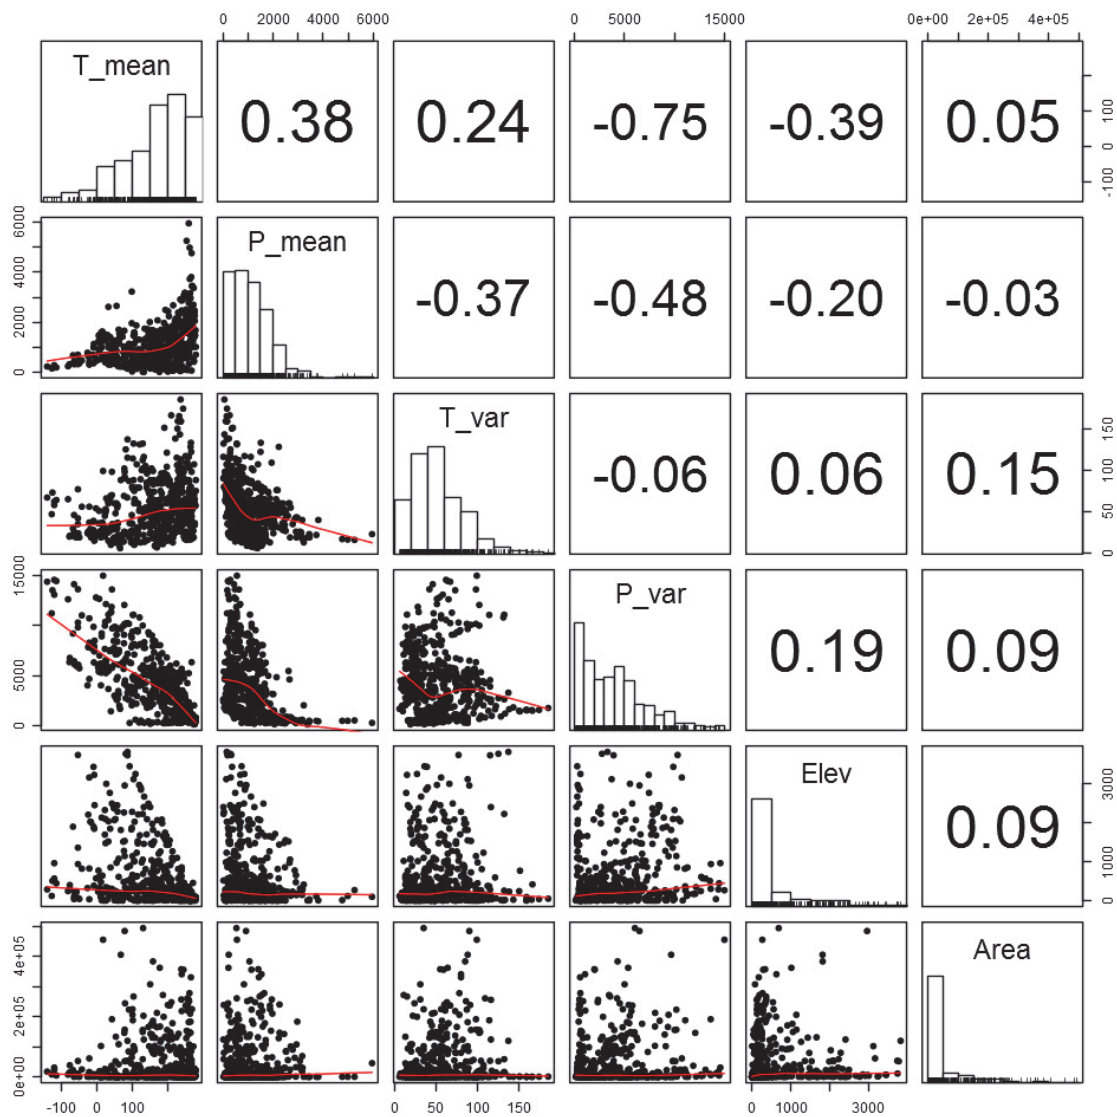 0 2000 4000 6000 0 5000 15000 0e+00 2e+05 4e+05
T_mean 0.38 0.24 -0.75 -0.39 0.05 -100 0 100
0 2000 4000 6000 P_mean -0.37 -0.48 -0.20 -0.03
T_var -0.06 0.06 0.15 0 50 100 150
0 5000 15000 P_var 0.19 0.09
Elev 0.09 0 1000 3000
0e+00 2e+05 4e+05 Area
-100 0 100 0 50 100 150 0 1000 3000